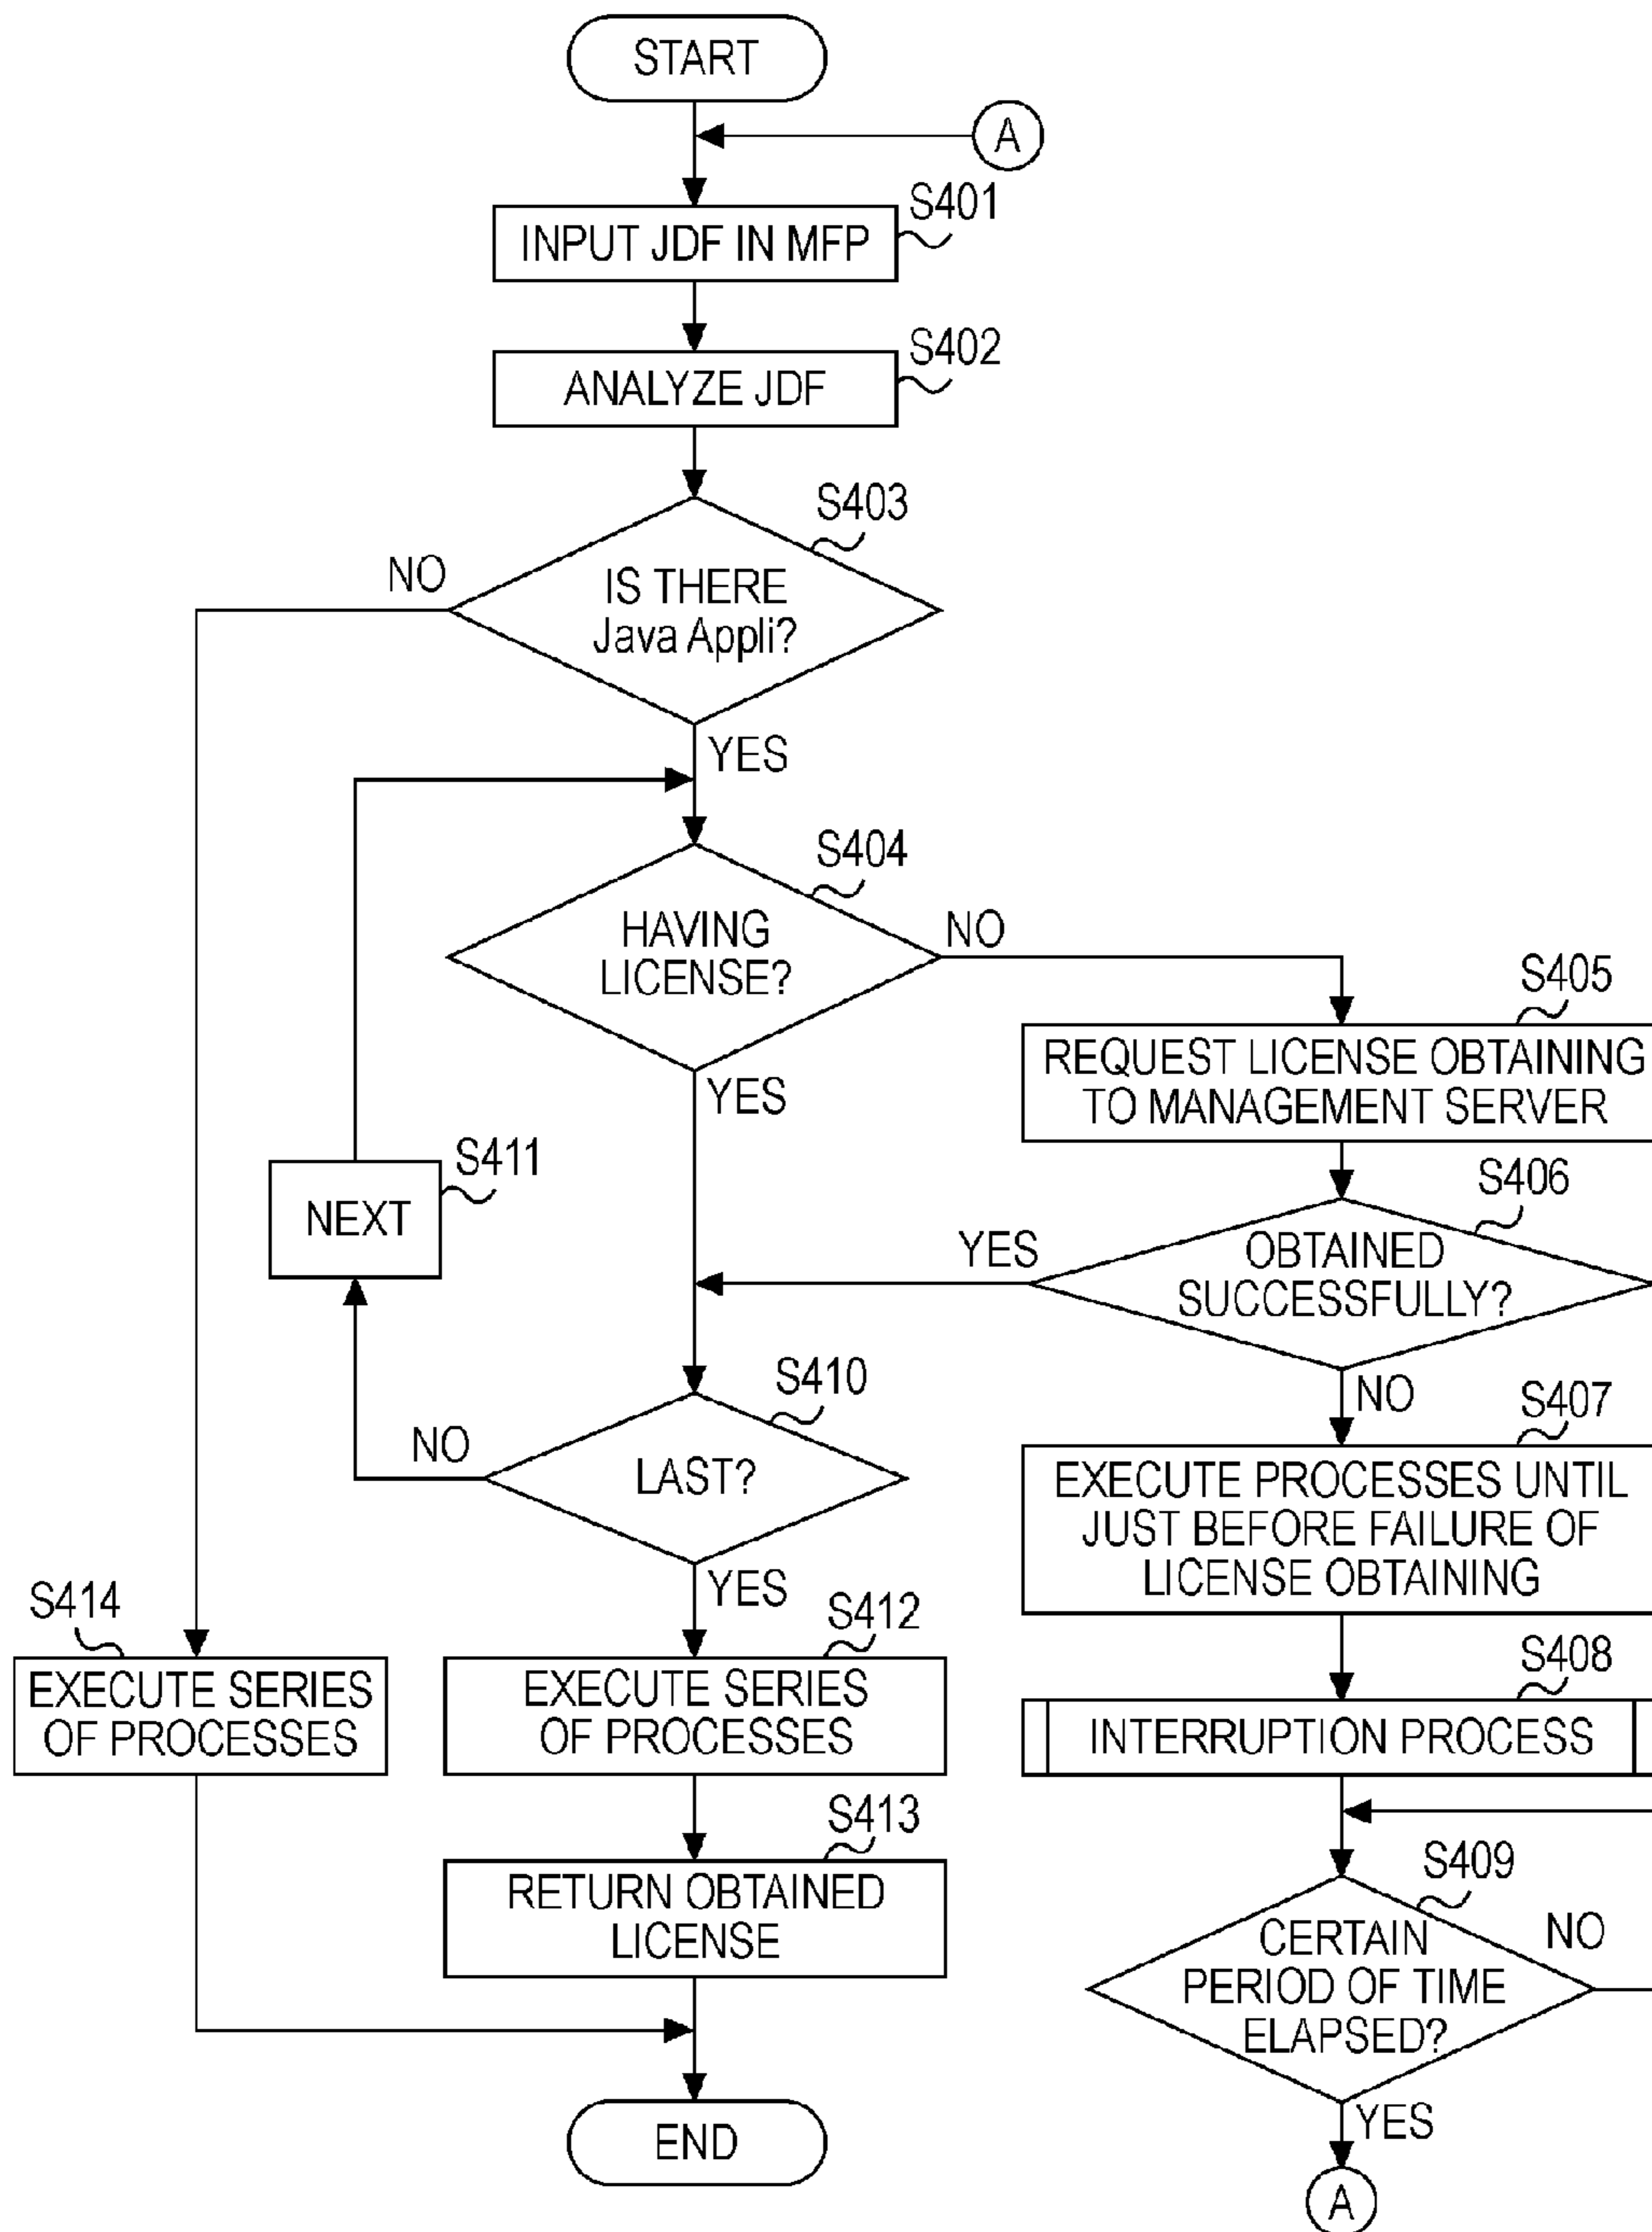 START
A
S401
INPUT JDF IN MFP
S402
ANALYZE JDF
S403
NO
IS THERE
Java Appli?
YES
S404
HAVING
LICENSE?
NO
YES
S405
REQUEST LICENSE OBTAINING
TO MANAGEMENT SERVER
S411
NEXT
S406
YES
OBTAINED
SUCCESSFULLY?
NO
S410
NO
LAST?
YES
S407
EXECUTE PROCESSES UNTIL
JUST BEFORE FAILURE OF
LICENSE OBTAINING
S414
EXECUTE SERIES
OF PROCESSES
S412
EXECUTE SERIES
OF PROCESSES
S408
INTERRUPTION PROCESS
S413
RETURN OBTAINED
LICENSE
S409
CERTAIN
PERIOD OF TIME
ELAPSED?
NO
YES
END
A